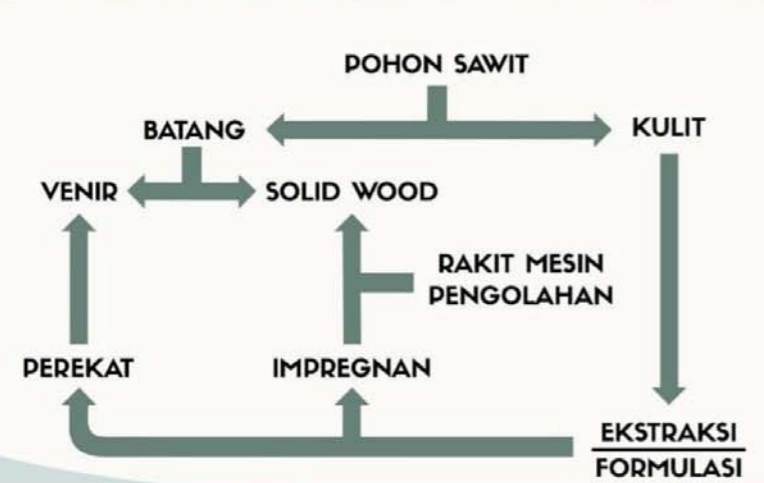 POHON SAWIT
BATANG
KULIT
VENIR
SOLID WOOD
RAKIT MESIN
PENGOLAHAN
PEREKAT
IMPREGNAN
EKSTRAKSI
FORMULASI